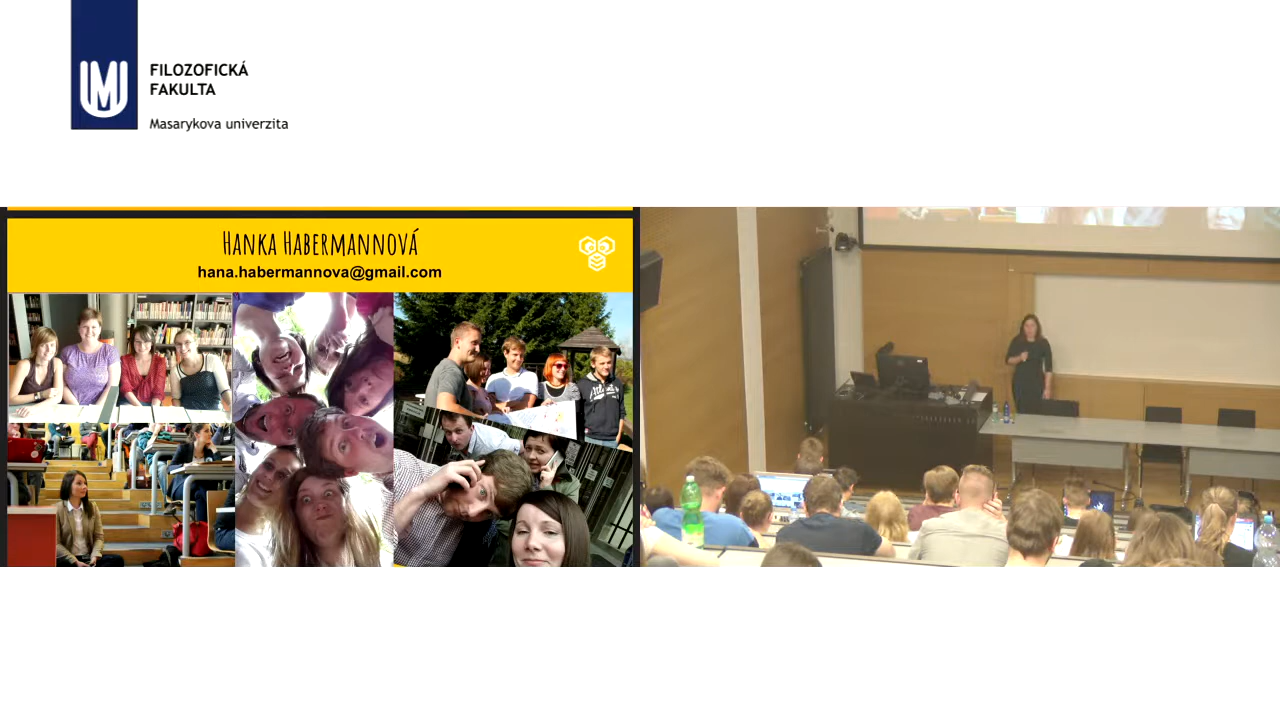 FILOZOFICKÁ
FAKULTA
Masarykova univerzita
HANKA HABERMANNOVÁ
hana.habermannova@gmail.com